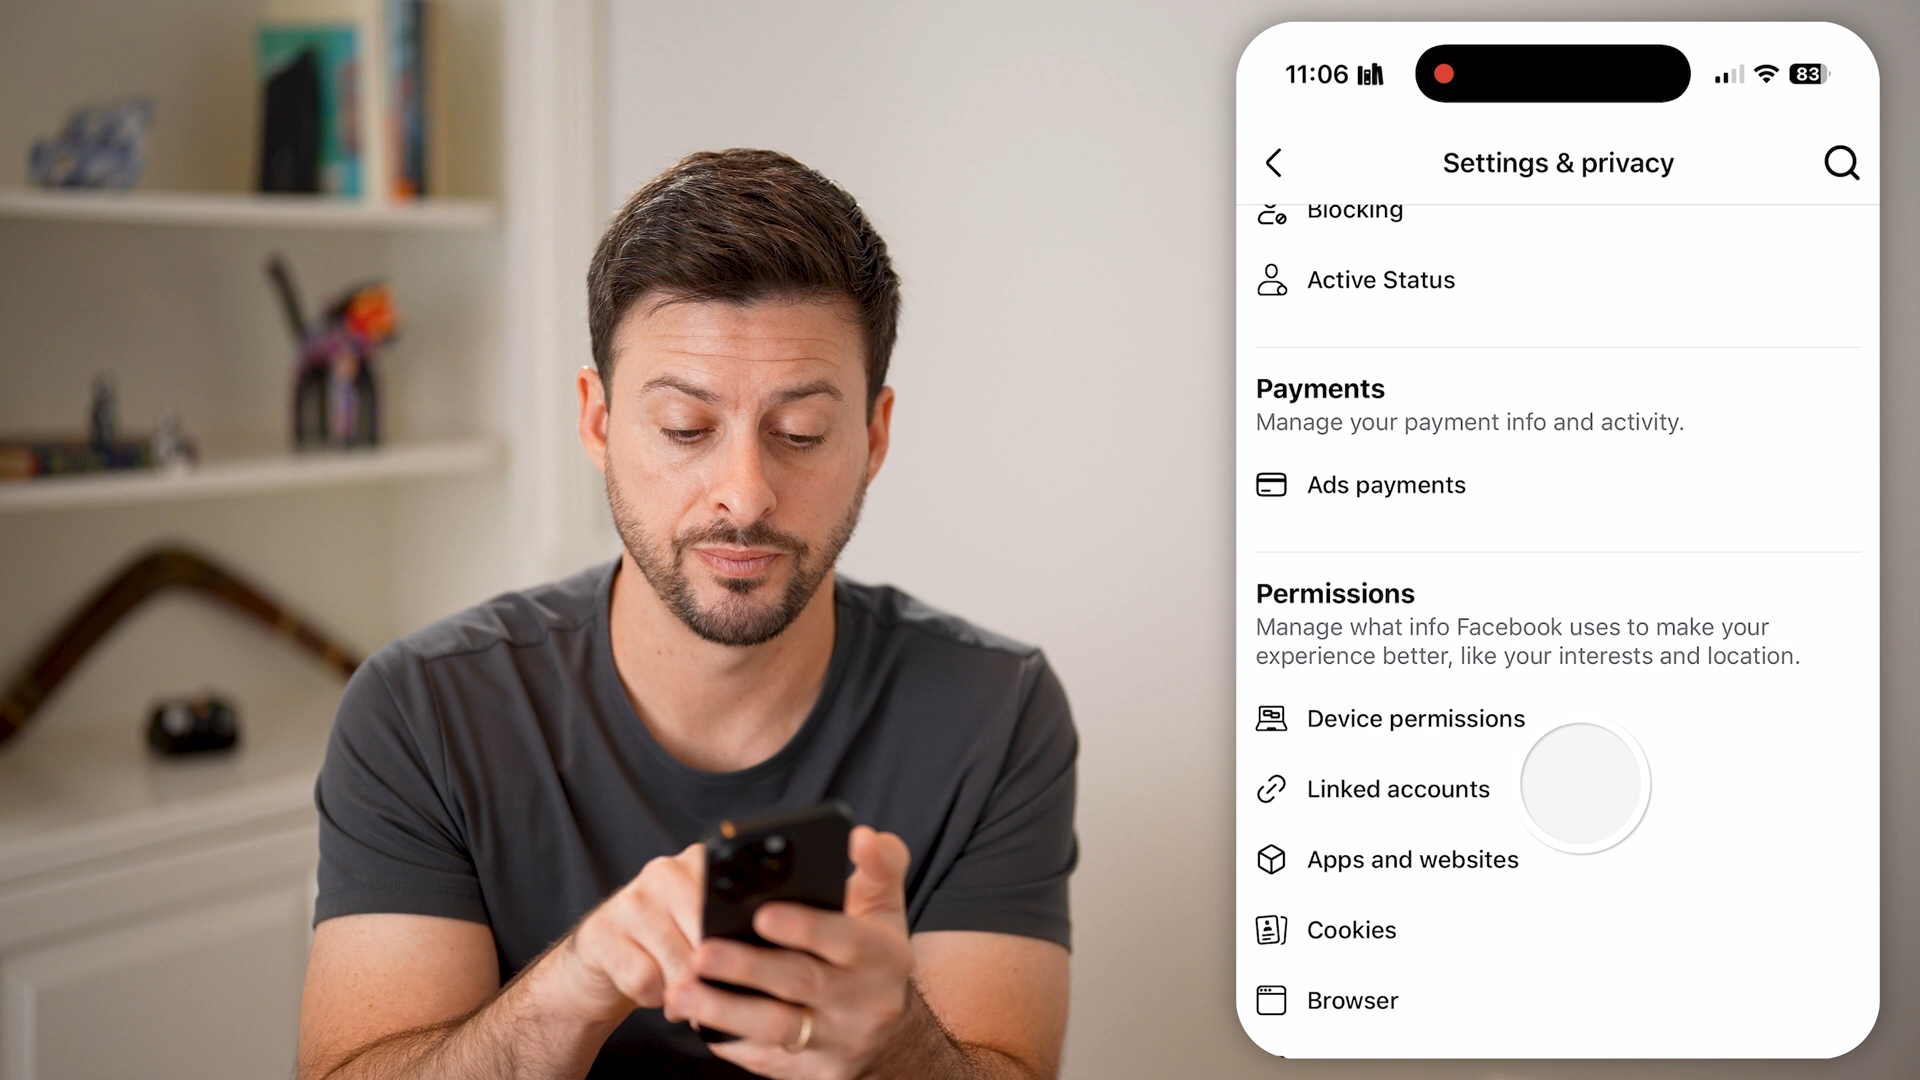 11:06
83
Settings & privacy
Blocking
Active Status
Payments
Manage your payment info and activity.
Ads payments
Permissions
Manage what info Facebook uses to make your
experience better, like your interests and location.
Device permissions
Linked accounts
Apps and websites
Cookies
Browser